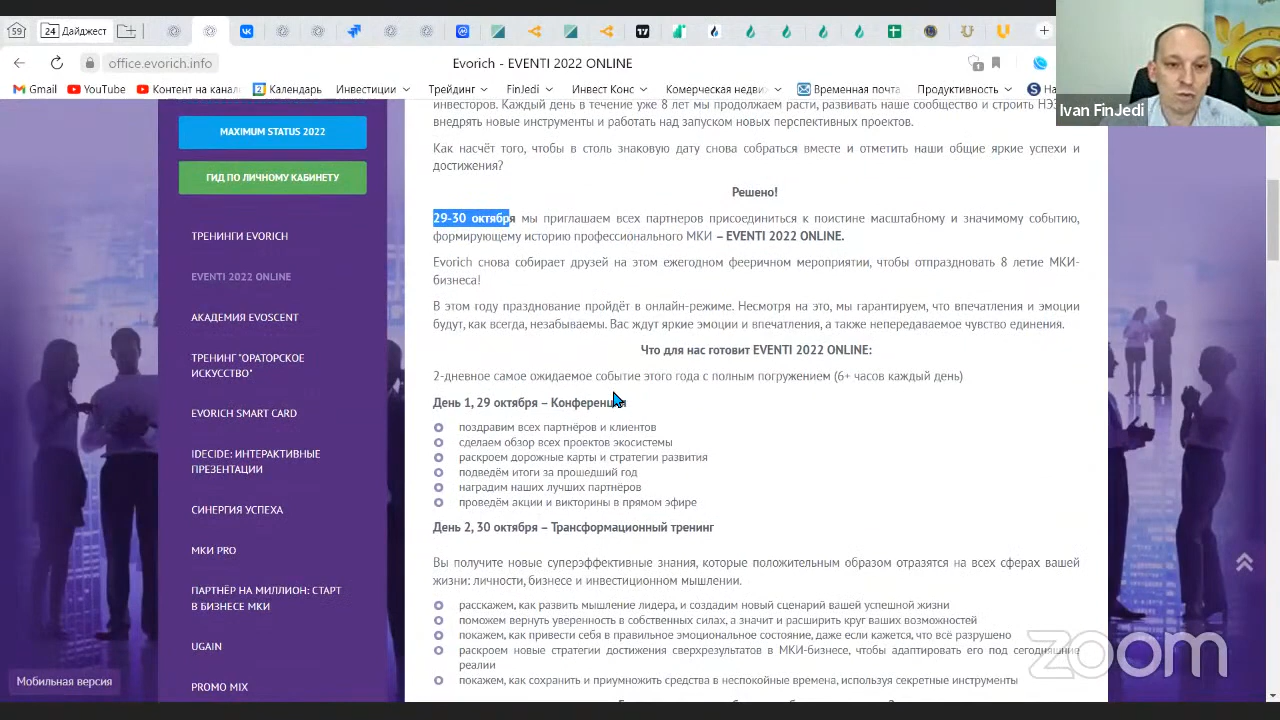 59
24 Дайджест
17
office.evorich.info
Evorich - EVENTI 2022 ONLINE
Gmail
YouTube
Контент на канал
Календарь
Инвестиции
Трейдинг
FinJedi
Инвест Конс
Комерческая недви
Временная почта
Продуктивность
Ivan FinJedi
MAXIMUM STATUS 2022
ГИД ПО ЛИЧНОМУ КАБИНЕТУ
ТРЕНИНГИ EVORICH
EVENTI 2022 ONLINE
АКАДЕМИЯ EVOSCENT
ТРЕНИНГ "ОРАТОРСКОЕ
ИСКУССТВО"
EVORICH SMART CARD
IDECIDE: ИНТЕРАКТИВНЫЕ
ПРЕЗЕНТАЦИИ
СИНЕРГИЯ УСПЕХА
МКИ PRO
ПАРТНЁР НА МИЛЛИОН: СТАРТ
В БИЗНЕСЕ МКИ
UGAIN
PROMO MIX
Мобильная версия
инвесторов. Каждый день в течение уже 8 лет мы продолжаем расти, развивать наше сообщество и строить
внедрять новые инструменты и работать над запуском новых перспективных проектов.
Как насчёт того, чтобы в столь знаковую дату снова собраться вместе и отметить наши общие яркие успехи и
достижения?
Решено!
29-30 октября мы приглашаем всех партнеров присоединиться к поистине масштабному и значимому событию,
формирующему историю профессионального МКИ – EVENTI 2022 ONLINE.
Evorich снова собирает друзей на этом ежегодном фееричном мероприятии, чтобы отпраздновать 8 летие МКИ-
бизнеса!
В этом году празднование пройдёт в онлайн-режиме. Несмотря на это, мы гарантируем, что впечатления и эмоции
будут, как всегда, незабываемы. Вас ждут яркие эмоции и впечатления, а также непередаваемое чувство единения.
Что для нас готовит EVENTI 2022 ONLINE:
2-дневное самое ожидаемое событие этого года с полным погружением (6+ часов каждый день)
День 1, 29 октября – Конференция
поздравим всех партнёров и клиентов
сделаем обзор всех проектов экосистемы
раскроем дорожные карты и стратегии развития
подведём итоги за прошедший год
наградим наших лучших партнёров
проведём акции и викторины в прямом эфире
День 2, 30 октября – Трансформационный тренинг
Вы получите новые суперэффективные знания, которые положительным образом отразятся на всех сферах вашей
жизни: личности, бизнесе и инвестиционном мышлении.
расскажем, как развить мышление лидера, и создадим новый сценарий вашей успешной жизни
поможем вернуть уверенность в собственных силах, а значит и расширить круг ваших возможностей
покажем, как привести себя в правильное эмоциональное состояние, даже если кажется, что всё разрушено
раскроем новые стратегии достижения сверхрезультатов в МКИ-бизнесе, чтобы адаптировать его под сегодняшние
реалии
покажем, как сохранить и приумножить средства в неспокойные времена, используя секретные инструменты
zoom